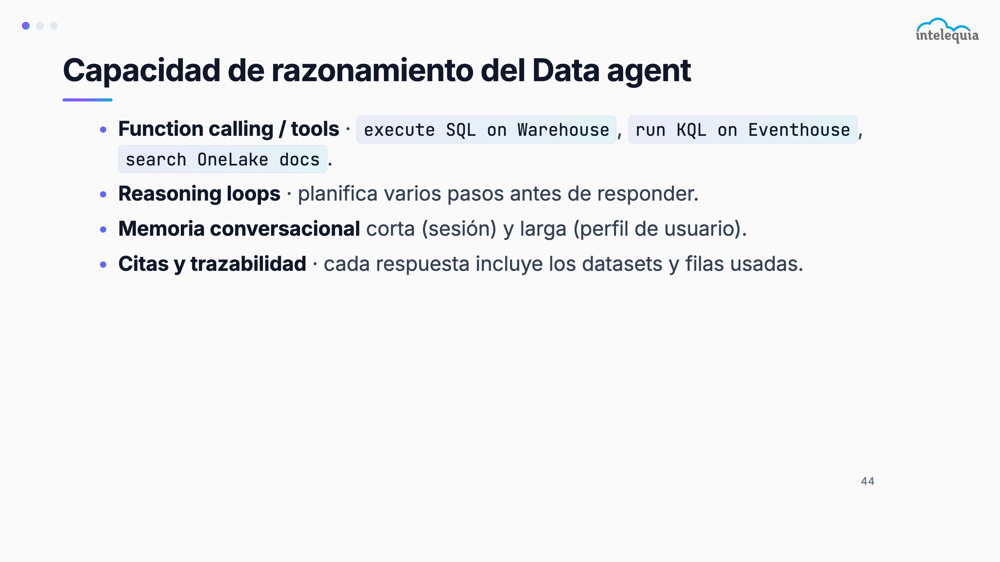 intelequia
Capacidad de razonamiento del Data agent
• Function calling / tools · execute SQL on Warehouse, run KQL on Eventhouse,
search OneLake docs.
• Reasoning loops · planifica varios pasos antes de responder.
• Memoria conversacional corta (sesión) y larga (perfil de usuario).
• Citas y trazabilidad · cada respuesta incluye los datasets y filas usadas.
44